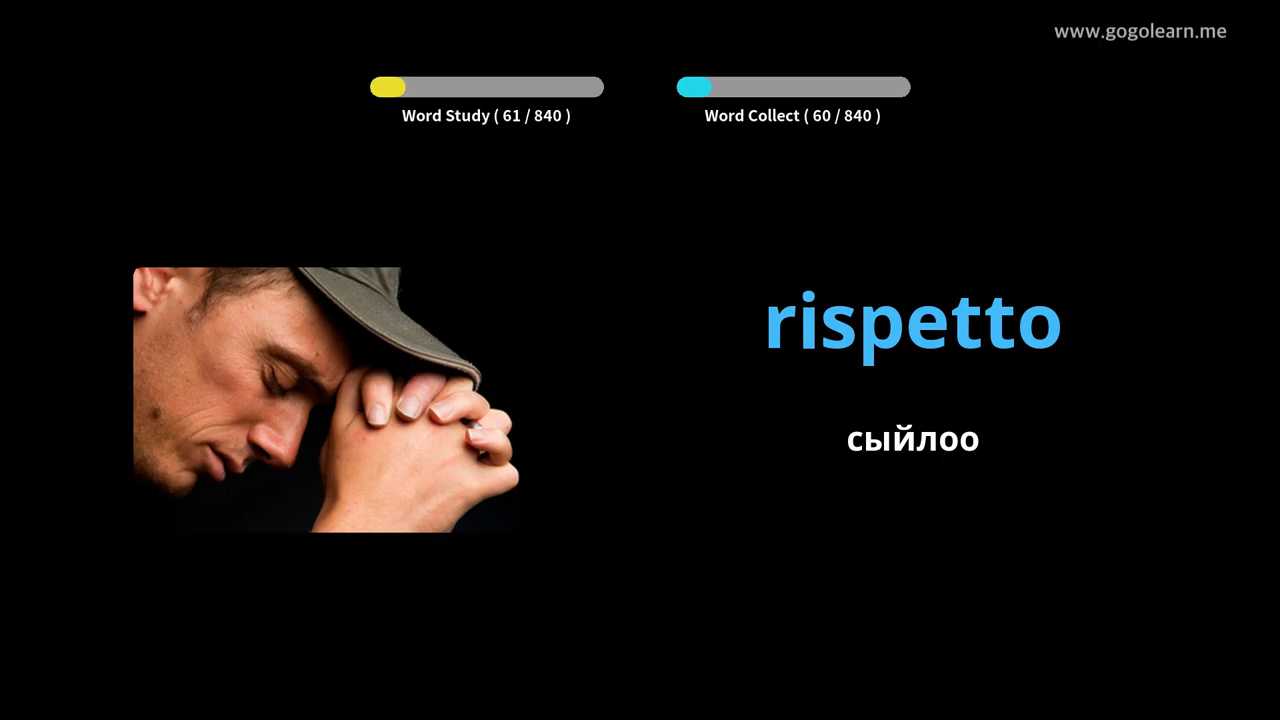 www.gogolearn.me
Word Study ( 61 / 840 )
Word Collect ( 60 / 840 )
rispetto
сыйлоо